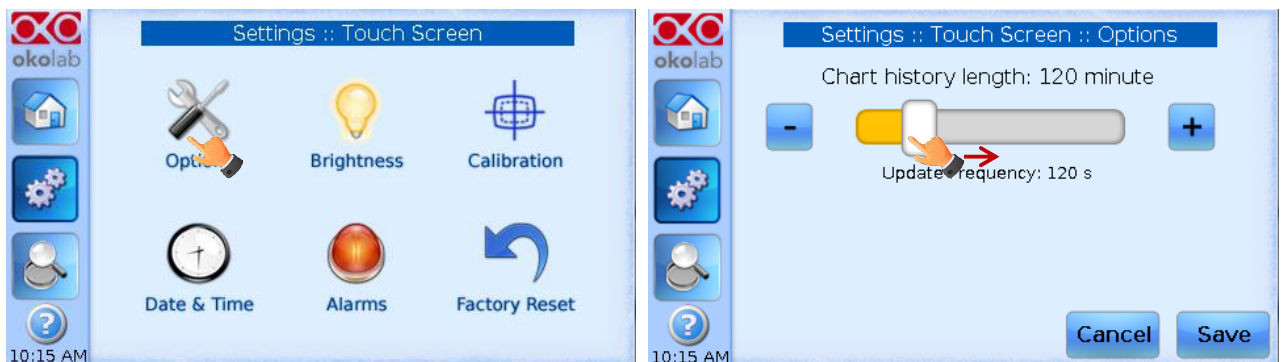 Settings :: Touch Screen
okolab
Brightness
Calibration
Date & Time
Alarms
Factory Reset
10:15 AM
Settings :: Touch Screen :: Options
okolab
Chart history length: 120 minute
-
+
Update frequency: 120 s
Cancel
Save
10:15 AM